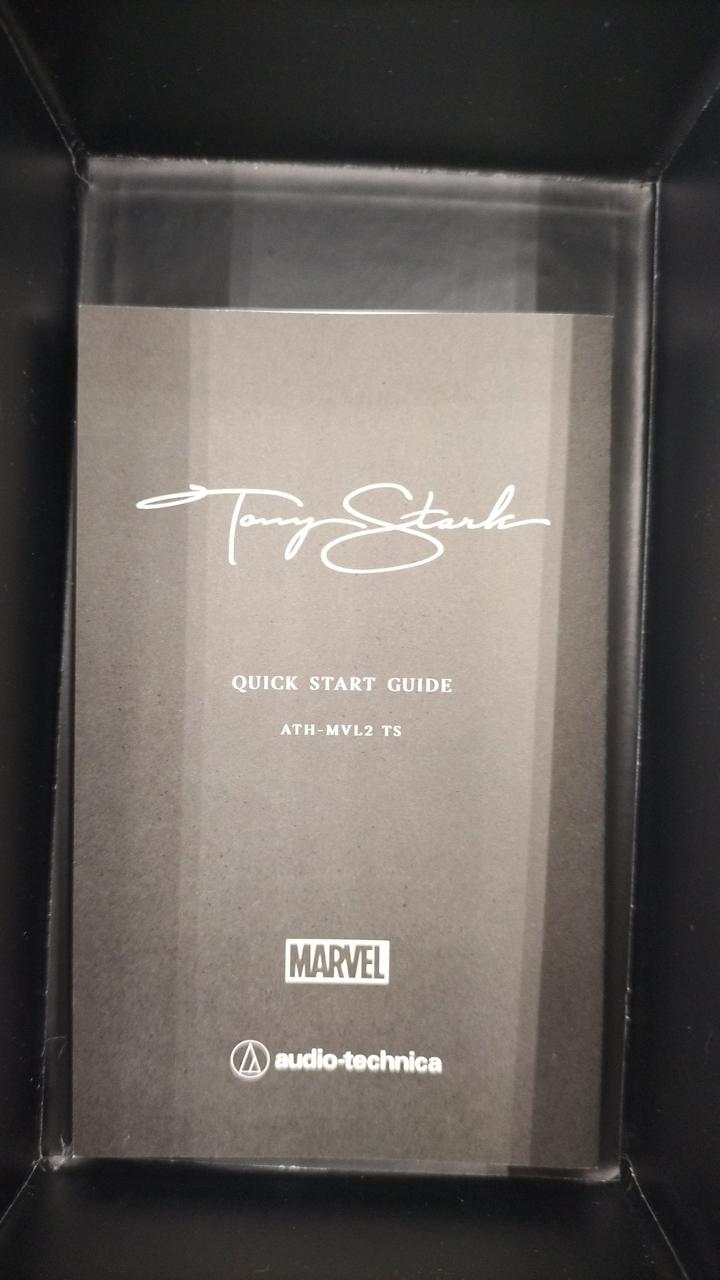 Tony Stark
QUICK START GUIDE
ATH-MVL2 TS
MARVEL
audio-technica